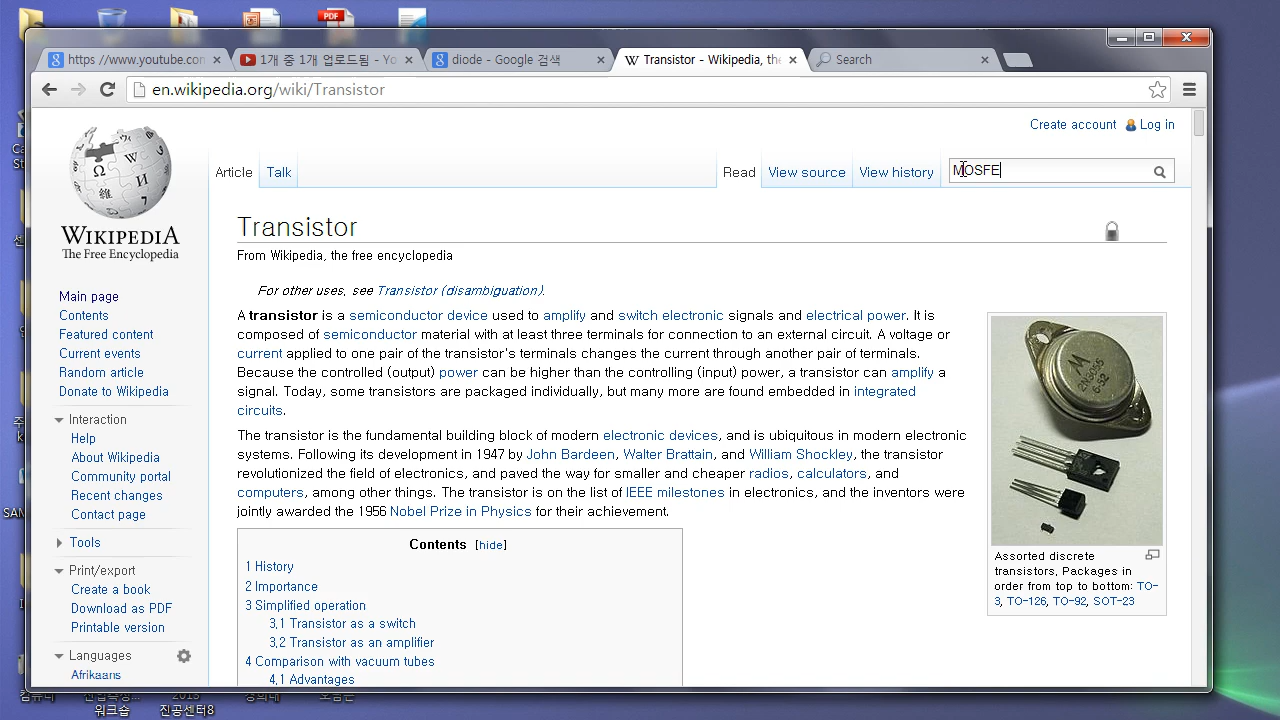 https://www.youtube.com
1개 중 1개 업로드됨 - Yo
diode - Google 검색
Transistor - Wikipedia, the
Search
en.wikipedia.org/wiki/Transistor
Create account Log in
Article Talk Read View source View history MOSFE
WIKIPEDIA
The Free Encyclopedia
Main page
Contents
Featured content
Current events
Random article
Donate to Wikipedia
Interaction
Help
About Wikipedia
Community portal
Recent changes
Contact page
Tools
Print/export
Create a book
Download as PDF
Printable version
Languages
Afrikaans
Transistor
From Wikipedia, the free encyclopedia
For other uses, see Transistor (disambiguation).
A transistor is a semiconductor device used to amplify and switch electronic signals and electrical power. It is
composed of semiconductor material with at least three terminals for connection to an external circuit. A voltage or
current applied to one pair of the transistor's terminals changes the current through another pair of terminals.
Because the controlled (output) power can be higher than the controlling (input) power, a transistor can amplify a
signal. Today, some transistors are packaged individually, but many more are found embedded in integrated
circuits.
The transistor is the fundamental building block of modern electronic devices, and is ubiquitous in modern electronic
systems. Following its development in 1947 by John Bardeen, Walter Brattain, and William Shockley, the transistor
revolutionized the field of electronics, and paved the way for smaller and cheaper radios, calculators, and
computers, among other things. The transistor is on the list of IEEE milestones in electronics, and the inventors were
jointly awarded the 1956 Nobel Prize in Physics for their achievement.
Contents [hide]
1 History
2 Importance
3 Simplified operation
3.1 Transistor as a switch
3.2 Transistor as an amplifier
4 Comparison with vacuum tubes
4.1 Advantages
2N3055
Assorted discrete
transistors. Packages in
order from top to bottom: TO-
3, TO-126, TO-92, SOT-23
PDF
워크숍
진공센터8